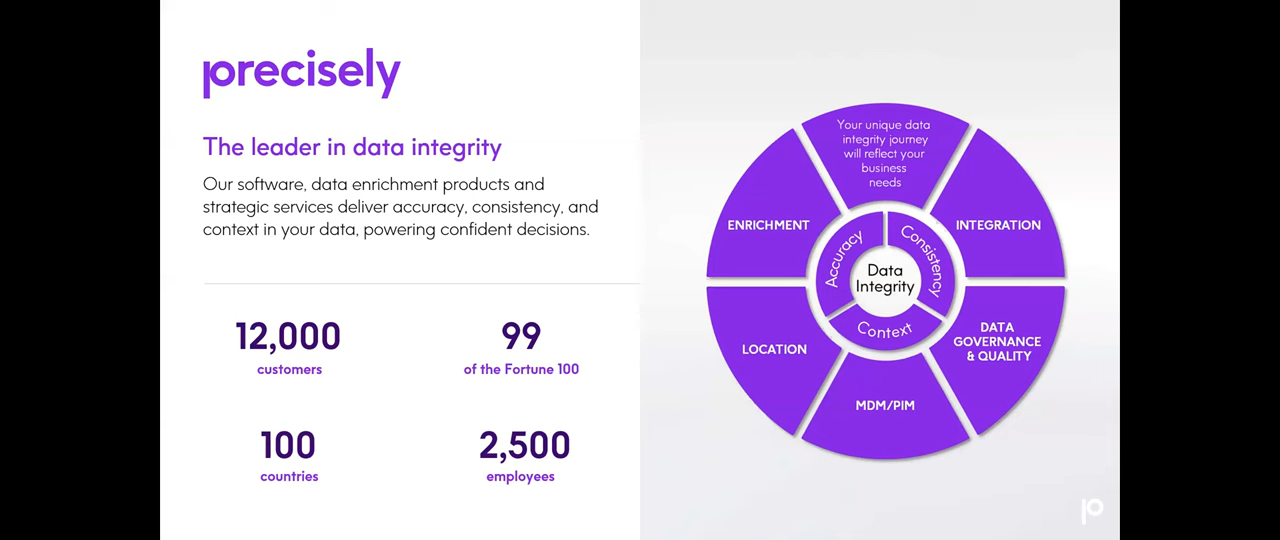 precisely
The leader in data integrity
Our software, data enrichment products and
strategic services deliver accuracy, consistency, and
context in your data, powering confident decisions.
12,000
customers
99
of the Fortune 100
100
countries
2,500
employees
Your unique data
integrity journey
will reflect your
business
needs
ENRICHMENT
INTEGRATION
Accuracy
Consistency
Data
Integrity
Context
LOCATION
DATA
GOVERNANCE
& QUALITY
MDM/PIM
p